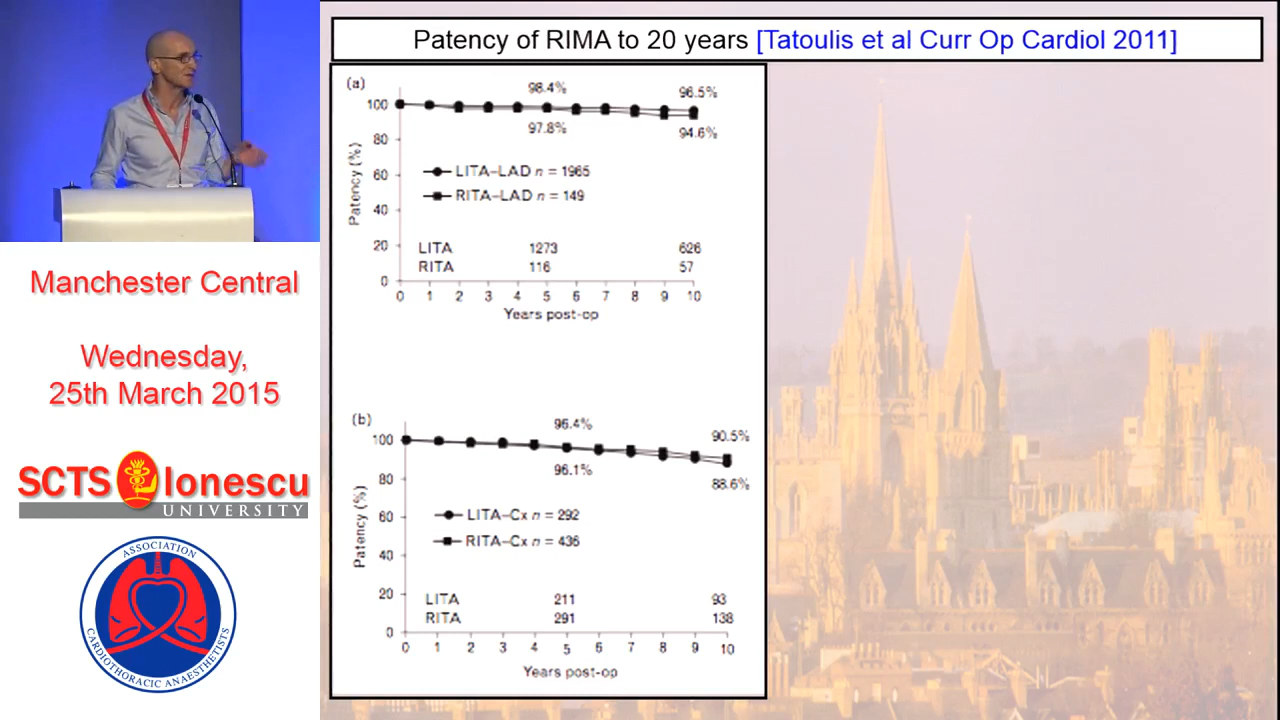 Patency of RIMA to 20 years [Tatoulis et al Curr Op Cardiol 2011]
Manchester Central
Wednesday,
25th March 2015
SCTS Ionescu
UNIVERSITY
ASSOCIATION
CARDIOTHORACIC ANAESTHETISTS
(a)
98.4%
96.5%
97.8%
94.6%
Patency (%)
100
80
60
40
20
0
LITA–LAD n = 1965
RITA–LAD n = 149
LITA 1273 626
RITA 116 57
0 1 2 3 4 5 6 7 8 9 10
Years post-op
(b)
96.4%
90.5%
96.1%
88.6%
Patency (%)
100
80
60
40
20
0
LITA–Cx n = 292
RITA–Cx n = 436
LITA 211 93
RITA 291 138
0 1 2 3 4 5 6 7 8 9 10
Years post-op